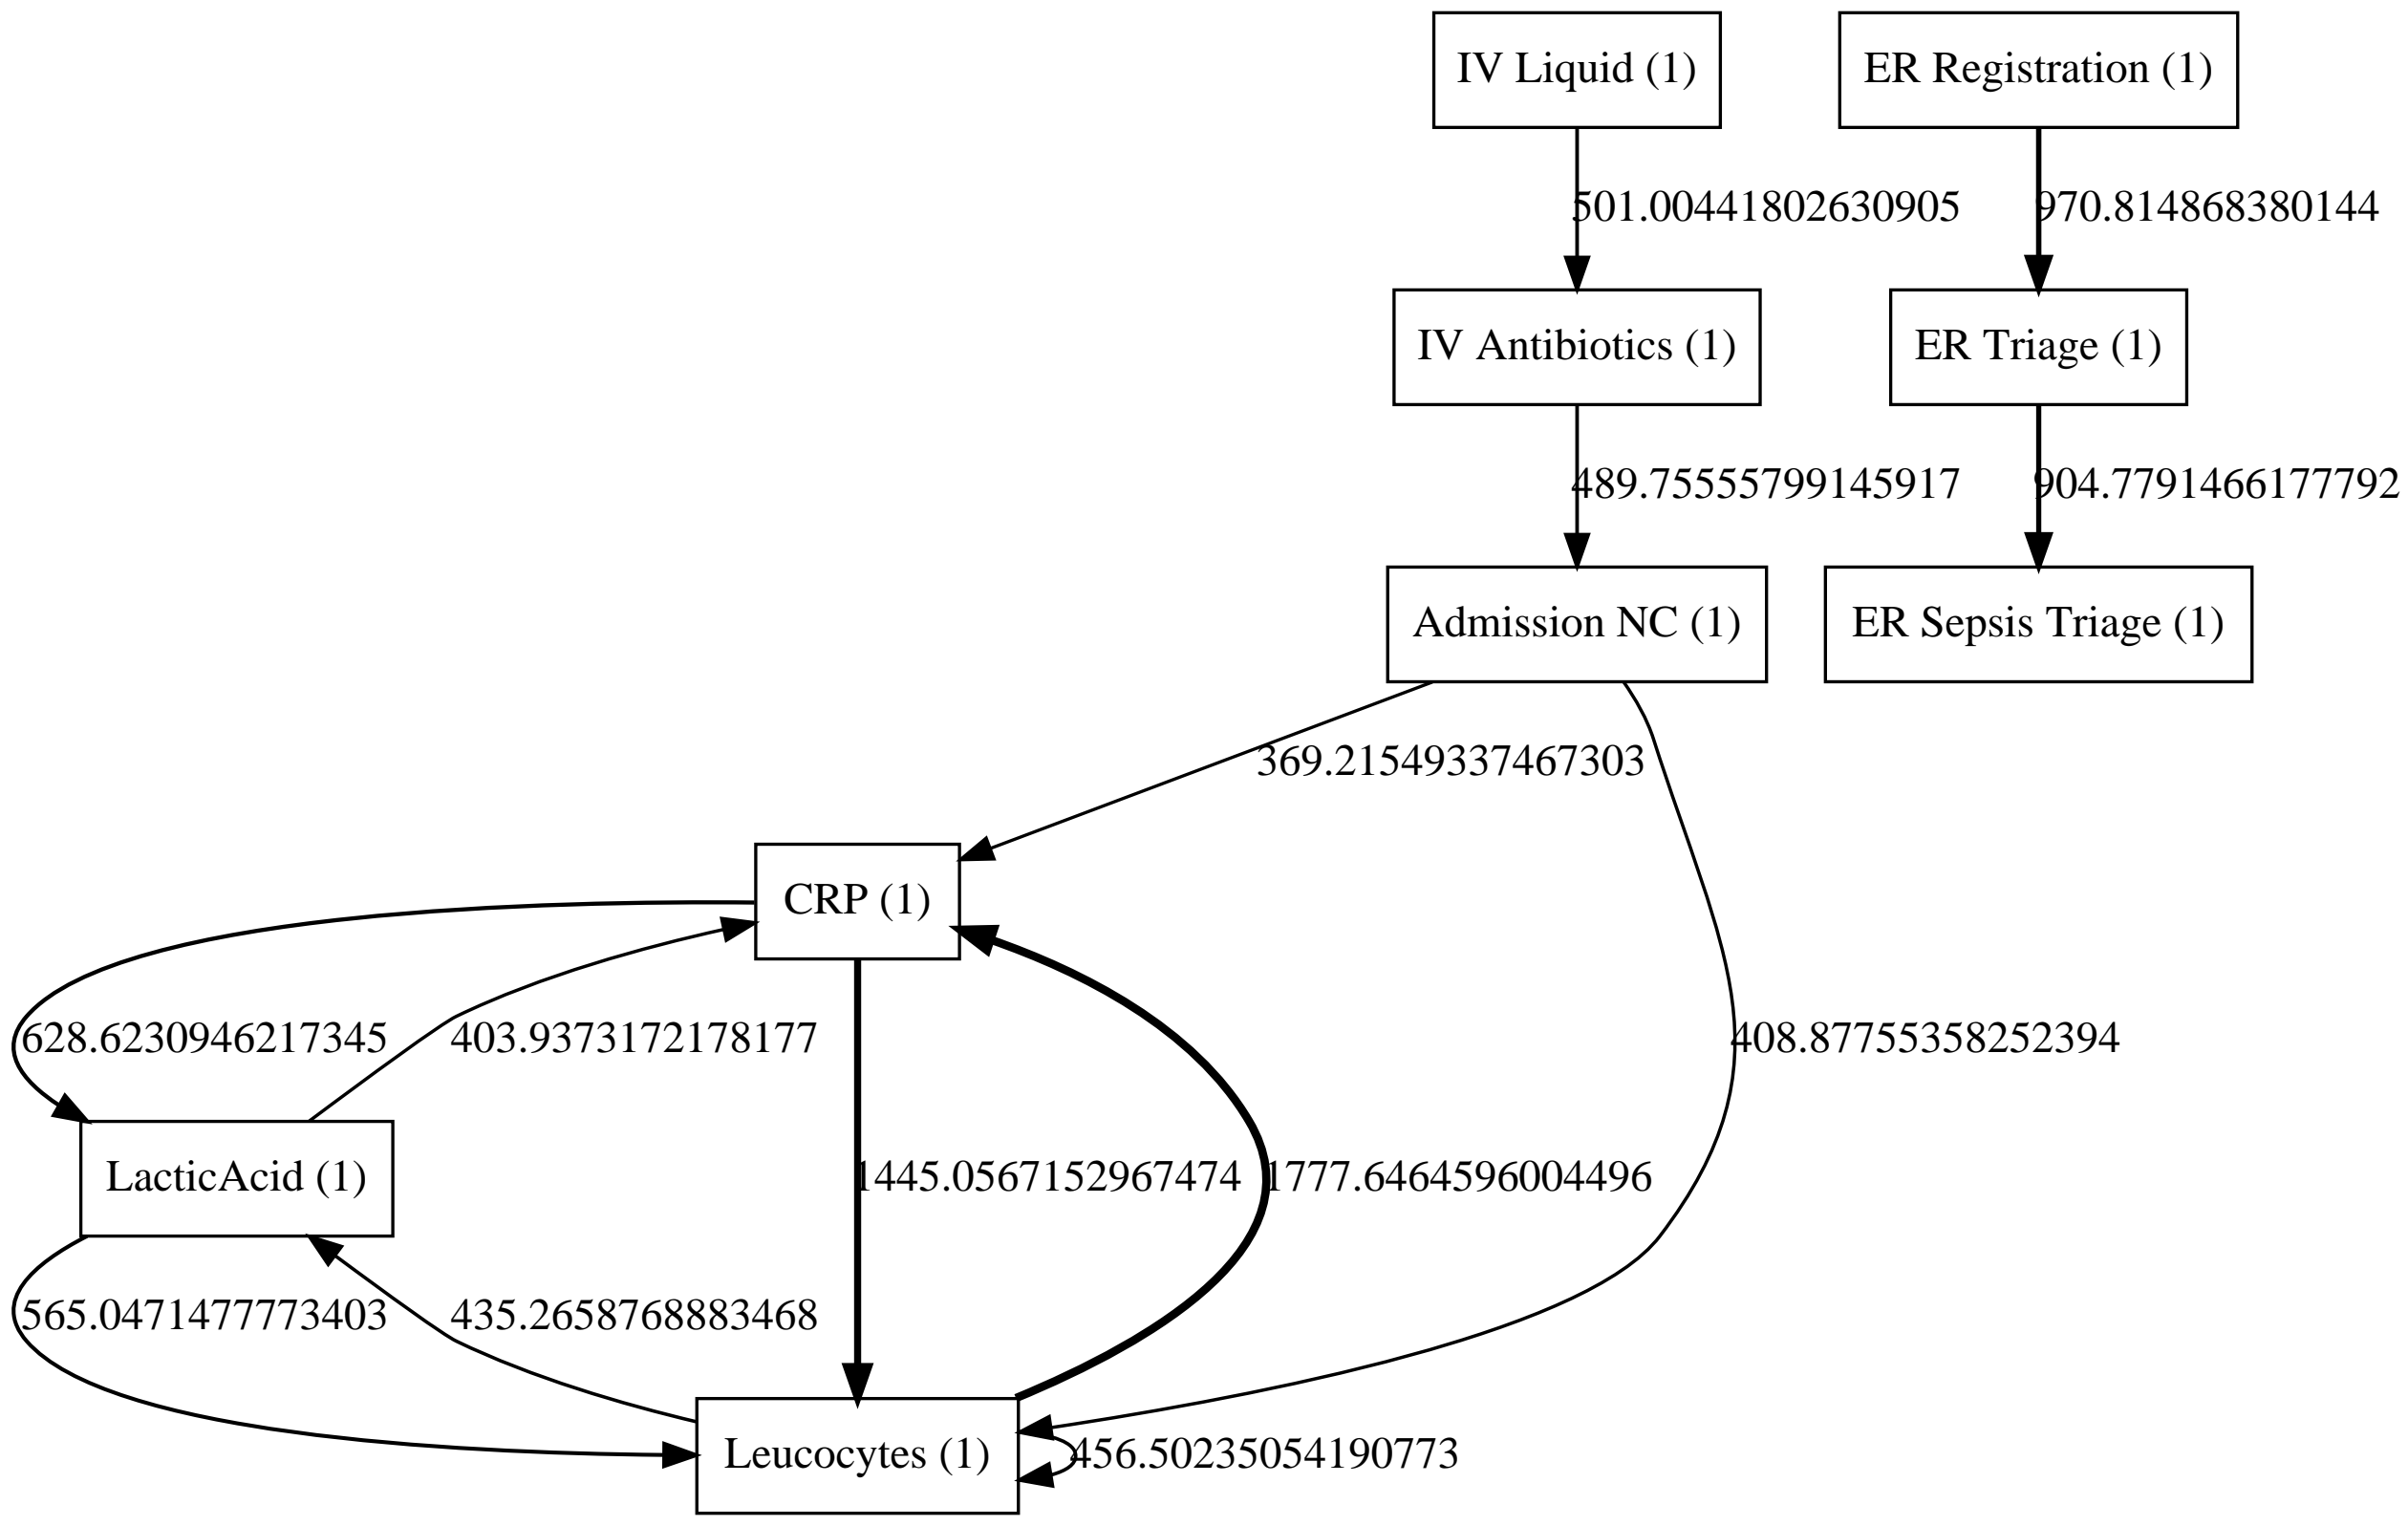 IV Liquid (1)
ER Registration (1)
501.00441802630905
970.814868380144
IV Antibiotics (1)
ER Triage (1)
489.75555799145917
904.7791466177792
Admission NC (1)
ER Sepsis Triage (1)
369.21549337467303
CRP (1)
628.6230946217345
403.9373172178177
408.87755358252394
LacticAcid (1)
1445.0567152967474
1777.6464596004496
565.0471477773403
435.2658768883468
Leucocytes (1)
456.50235054190773